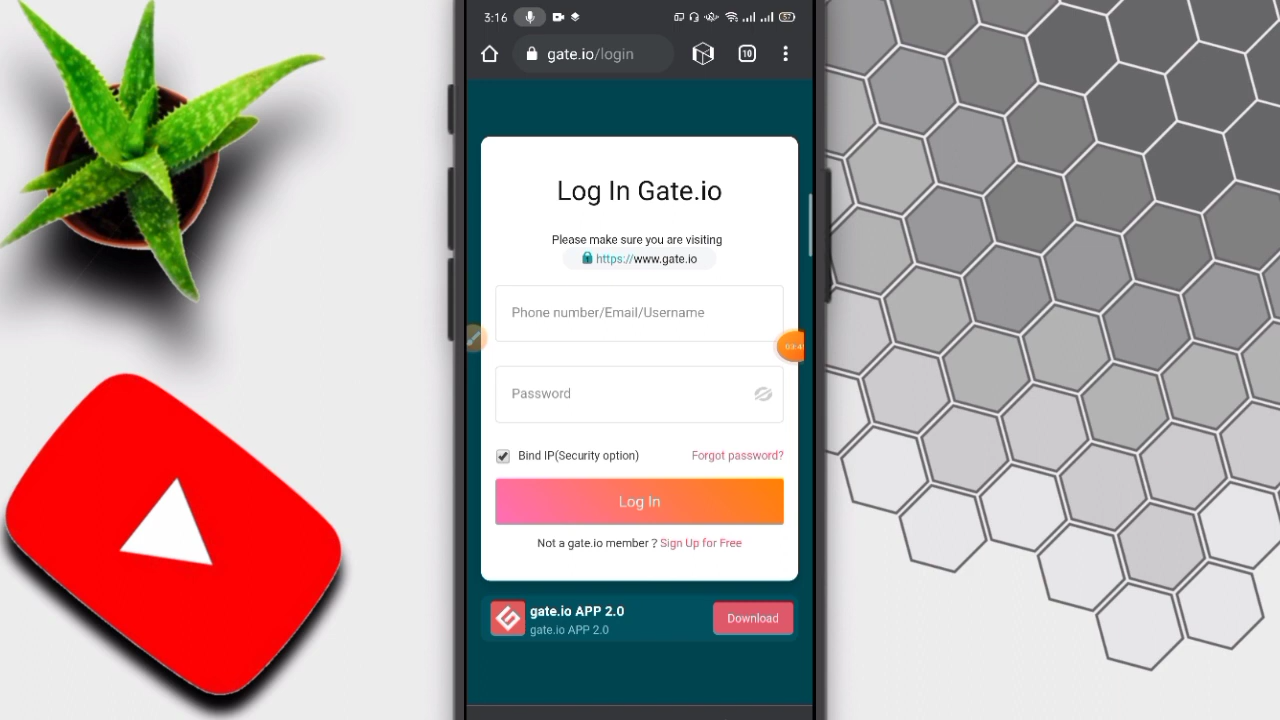 3:16
57
gate.io/login
10
Log In Gate.io
Please make sure you are visiting
https://www.gate.io
Phone number/Email/Username
Password
Bind IP(Security option) Forgot password?
Log In
Not a gate.io member ? Sign Up for Free
gate.io APP 2.0
gate.io APP 2.0
Download